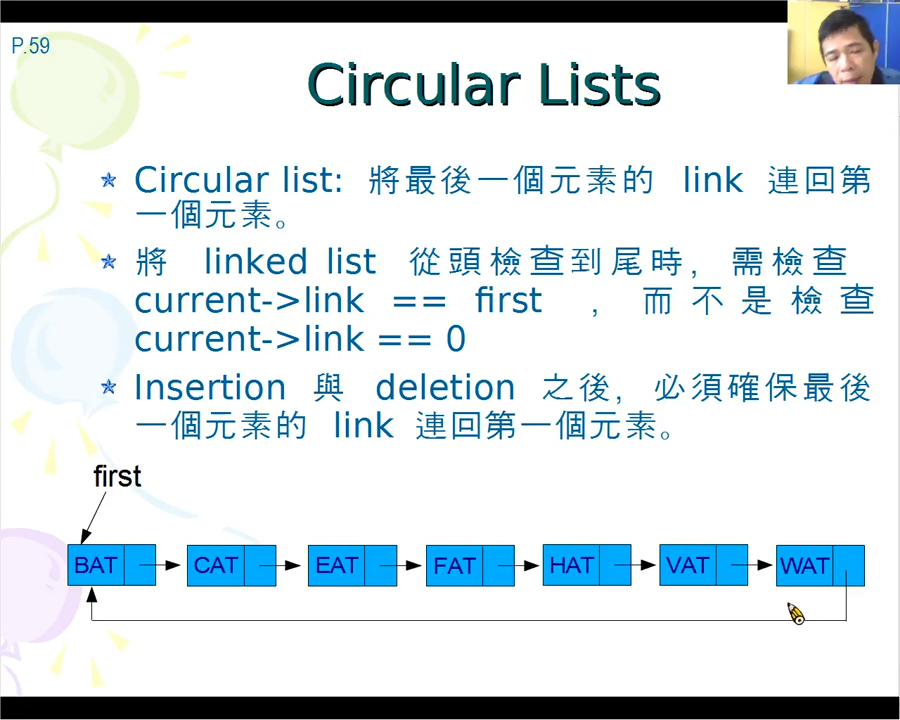 P.59
Circular Lists
Circular list: 將最後一個元素的 link 連回第
一個元素。
將 linked list 從頭檢查到尾時, 需檢查
current->link == first , 而不是檢查
current->link == 0
Insertion 與 deletion 之後, 必須確保最後
一個元素的 link 連回第一個元素。
first
BAT CAT EAT FAT HAT VAT WAT